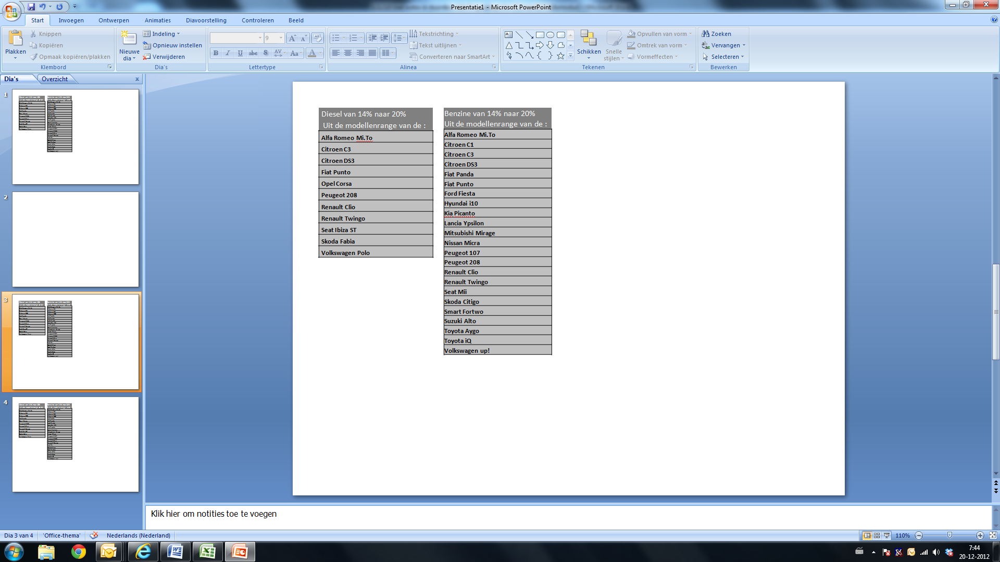 Presentatie1 - Microsoft PowerPoint
Start
Invoegen
Ontwerpen
Animaties
Diavoorstelling
Controleren
Beeld
Plakken
Knippen
Kopiëren
Opmaak kopiëren/plakken
Klembord
Nieuwe dia
Indeling
Opnieuw instellen
Verwijderen
Dia's
9
Lettertype
Tekstrichting
Tekst uitlijnen
Converteren naar SmartArt
Alinea
Schikken
Snelle stijlen
Opvullen van vorm
Omtrek van vorm
Vormeffecten
Tekenen
Zoeken
Vervangen
Selecteren
Bewerken
Dia's
Overzicht
1
2
3
4
Diesel van 14% naar 20%
Uit de modellenrange van de :
Alfa Romeo Mi.To
Citroen C3
Citroen DS3
Fiat Punto
Opel Corsa
Peugeot 208
Renault Clio
Renault Twingo
Seat Ibiza ST
Skoda Fabia
Volkswagen Polo
Benzine van 14% naar 20%
Uit de modellenrange van de :
Alfa Romeo Mi.To
Citroen C1
Citroen C3
Citroen DS3
Fiat Panda
Fiat Punto
Ford Fiesta
Hyundai i10
Kia Picanto
Lancia Ypsilon
Mitsubishi Mirage
Nissan Micra
Peugeot 107
Peugeot 208
Renault Clio
Renault Twingo
Seat Mii
Skoda Citigo
Smart Fortwo
Suzuki Alto
Toyota Aygo
Toyota iQ
Volkswagen up!
Klik hier om notities toe te voegen
Dia 3 van 4
'Office-thema'
Nederlands (Nederland)
110%
7:44
20-12-2012